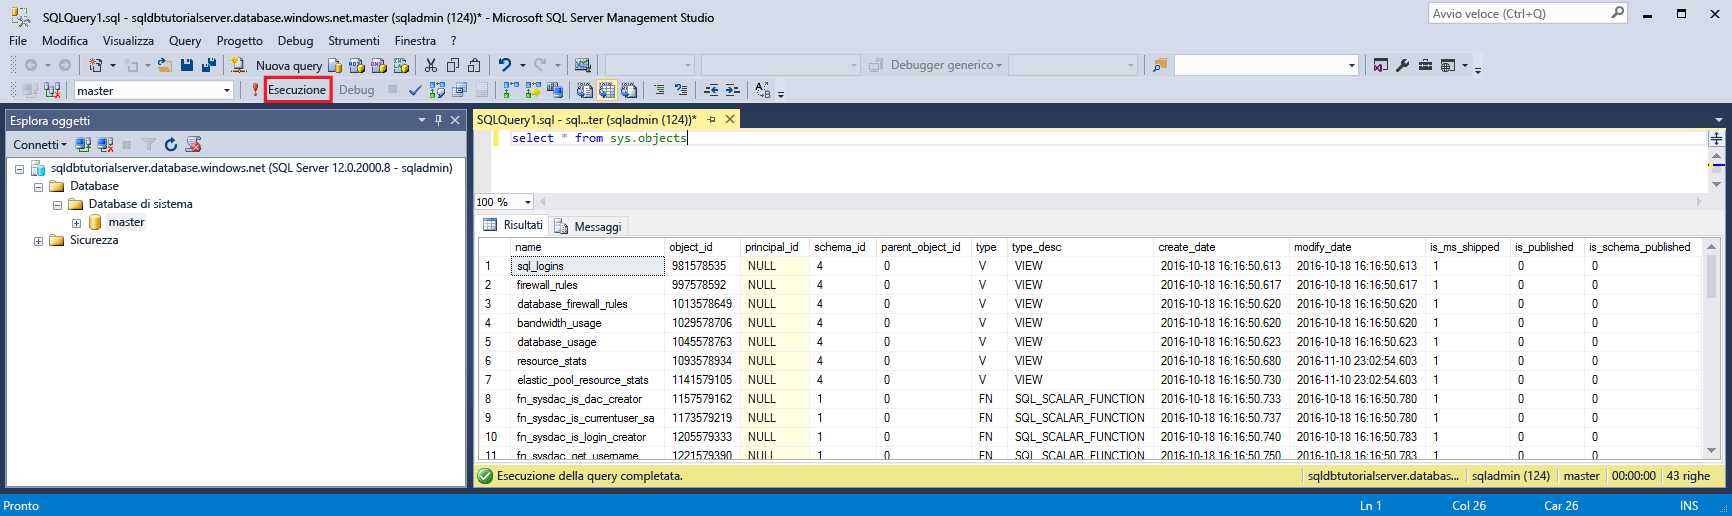 SQLQuery1.sql - sqldbtutorialserver.database.windows.net.master (sqladmin (124))* - Microsoft SQL Server Management Studio
Avvio veloce (Ctrl+Q)
File Modifica Visualizza Query Progetto Debug Strumenti Finestra ?
Nuova query Debugger generico
master Esecuzione Debug
Esplora oggetti
Connetti
sqldbtutorialserver.database.windows.net (SQL Server 12.0.2000.8 - sqladmin)
Database
Database di sistema
master
Sicurezza
SQLQuery1.sql - sql...ter (sqladmin (124))*
select * from sys.objects
100 %
Risultati Messaggi
name object_id principal_id schema_id parent_object_id type type_desc create_date modify_date is_ms_shipped is_published is_schema_published
1 sql_logins 981578535 NULL 4 0 V VIEW 2016-10-18 16:16:50.613 2016-10-18 16:16:50.613 1 0 0
2 firewall_rules 997578592 NULL 4 0 V VIEW 2016-10-18 16:16:50.617 2016-10-18 16:16:50.617 1 0 0
3 database_firewall_rules 1013578649 NULL 4 0 V VIEW 2016-10-18 16:16:50.620 2016-10-18 16:16:50.620 1 0 0
4 bandwidth_usage 1029578706 NULL 4 0 V VIEW 2016-10-18 16:16:50.620 2016-10-18 16:16:50.620 1 0 0
5 database_usage 1045578763 NULL 4 0 V VIEW 2016-10-18 16:16:50.623 2016-10-18 16:16:50.623 1 0 0
6 resource_stats 1093578934 NULL 4 0 V VIEW 2016-10-18 16:16:50.680 2016-11-10 23:02:54.603 1 0 0
7 elastic_pool_resource_stats 1141579105 NULL 4 0 V VIEW 2016-10-18 16:16:50.730 2016-11-10 23:02:54.603 1 0 0
8 fn_sysdac_is_dac_creator 1157579162 NULL 1 0 FN SQL_SCALAR_FUNCTION 2016-10-18 16:16:50.733 2016-10-18 16:16:50.780 1 0 0
9 fn_sysdac_is_currentuser_sa 1173579219 NULL 1 0 FN SQL_SCALAR_FUNCTION 2016-10-18 16:16:50.737 2016-10-18 16:16:50.780 1 0 0
10 fn_sysdac_is_login_creator 1205579333 NULL 1 0 FN SQL_SCALAR_FUNCTION 2016-10-18 16:16:50.740 2016-10-18 16:16:50.783 1 0 0
11 fn_sysdac_get_username 1221579390 NULL 1 0 FN SQL_SCALAR_FUNCTION 2016-10-18 16:16:50.750 2016-10-18 16:16:50.783 1 0 0
Esecuzione della query completata. sqldbtutorialserver.databas... sqladmin (124) master 00:00:00 43 righe
Pronto Ln 1 Col 26 Car 26 INS